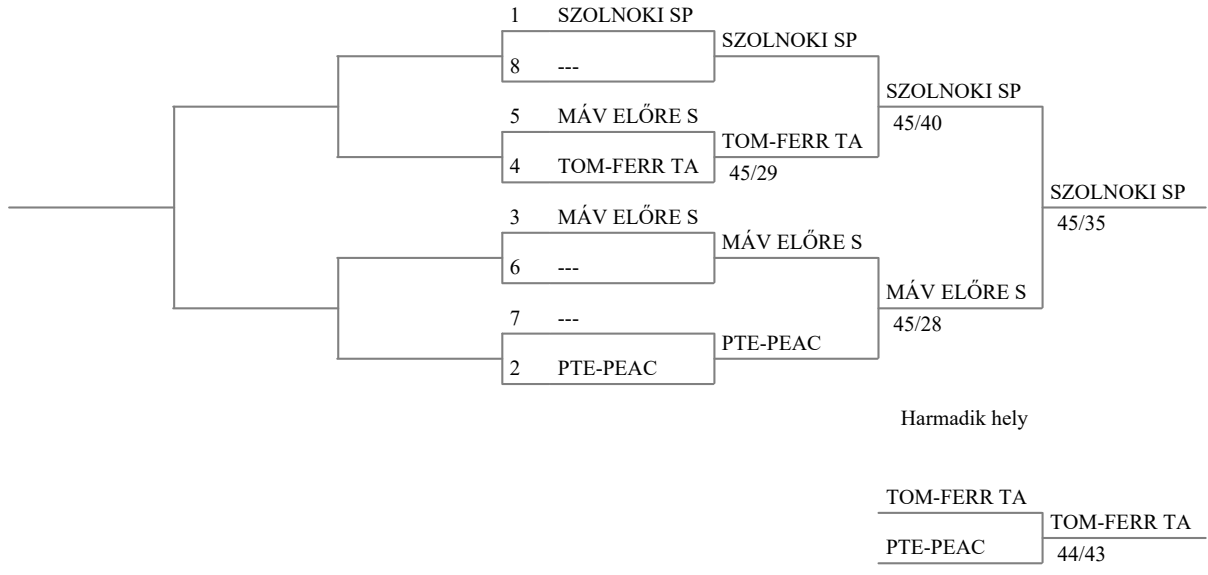 1 SZOLNOKI SP
SZOLNOKI SP
8 ---
SZOLNOKI SP
45/40
5 MÁV ELŐRE S
TOM-FERR TA
4 TOM-FERR TA
45/29
SZOLNOKI SP
45/35
3 MÁV ELŐRE S
MÁV ELŐRE S
6 ---
MÁV ELŐRE S
45/28
7 ---
PTE-PEAC
2 PTE-PEAC
Harmadik hely
TOM-FERR TA
TOM-FERR TA
PTE-PEAC
44/43